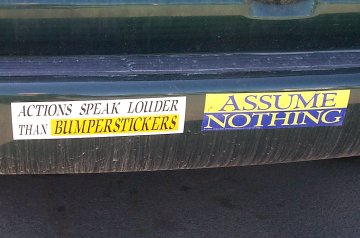 ACTIONS SPEAK LOUDER
THAN BUMPERSTICKERS
ASSUME
NOTHING